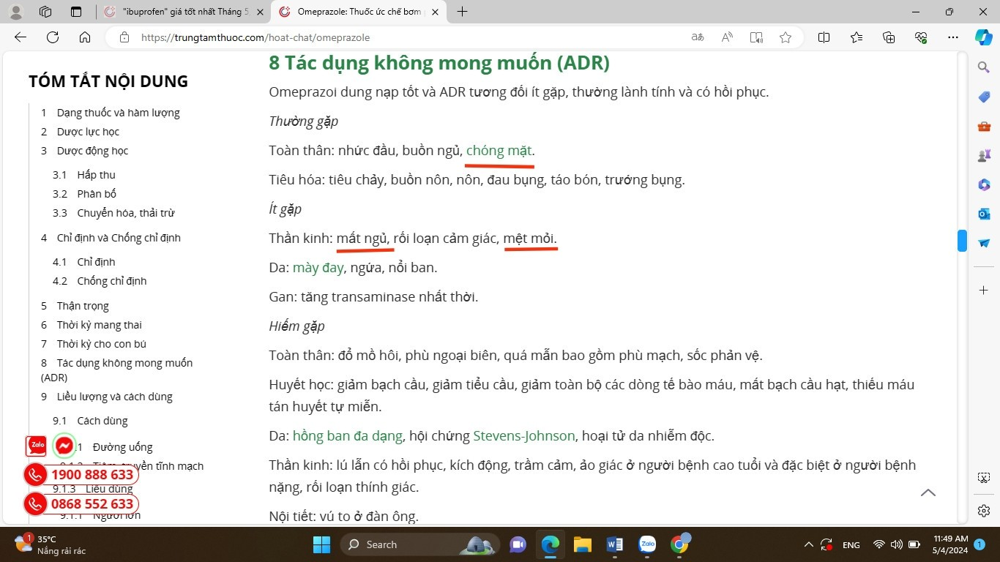 "ibuprofen" giá tốt nhất Tháng 5
Omeprazole: Thuốc ức chế bơm
https://trungtamthuoc.com/hoat-chat/omeprazole
TÓM TẮT NỘI DUNG
1 Dạng thuốc và hàm lượng
2 Dược lực học
3 Dược động học
3.1 Hấp thu
3.2 Phân bố
3.3 Chuyển hóa, thải trừ
4 Chỉ định và Chống chỉ định
4.1 Chỉ định
4.2 Chống chỉ định
5 Thận trọng
6 Thời kỳ mang thai
7 Thời kỳ cho con bú
8 Tác dụng không mong muốn
(ADR)
9 Liều lượng và cách dùng
9.1 Cách dùng
Đường uống
truyền tĩnh mạch
9.1.3 Liều dùng
9.1.1 Người lớn
Zalo
1900 888 633
0868 552 633
8 Tác dụng không mong muốn (ADR)
Omeprazoi dung nạp tốt và ADR tương đối ít gặp, thường lành tính và có hồi phục.
Thường gặp
Toàn thân: nhức đầu, buồn ngủ, chóng mặt.
Tiêu hóa: tiêu chảy, buồn nôn, nôn, đau bụng, táo bón, trướng bụng.
Ít gặp
Thần kinh: mất ngủ, rối loạn cảm giác, mệt mỏi.
Da: mày đay, ngứa, nổi ban.
Gan: tăng transaminase nhất thời.
Hiếm gặp
Toàn thân: đổ mồ hôi, phù ngoại biên, quá mẫn bao gồm phù mạch, sốc phản vệ.
Huyết học: giảm bạch cầu, giảm tiểu cầu, giảm toàn bộ các dòng tế bào máu, mất bạch cầu hạt, thiếu máu
tán huyết tự miễn.
Da: hồng ban đa dạng, hội chứng Stevens-Johnson, hoại tử da nhiễm độc.
Thần kinh: lú lẫn có hồi phục, kích động, trầm cảm, ảo giác ở người bệnh cao tuổi và đặc biệt ở người bệnh
nặng, rối loạn thính giác.
Nội tiết: vú to ở đàn ông.
1
35°C
Nắng rải rác
Search
Zalo
ENG
11:49 AM
5/4/2024
1